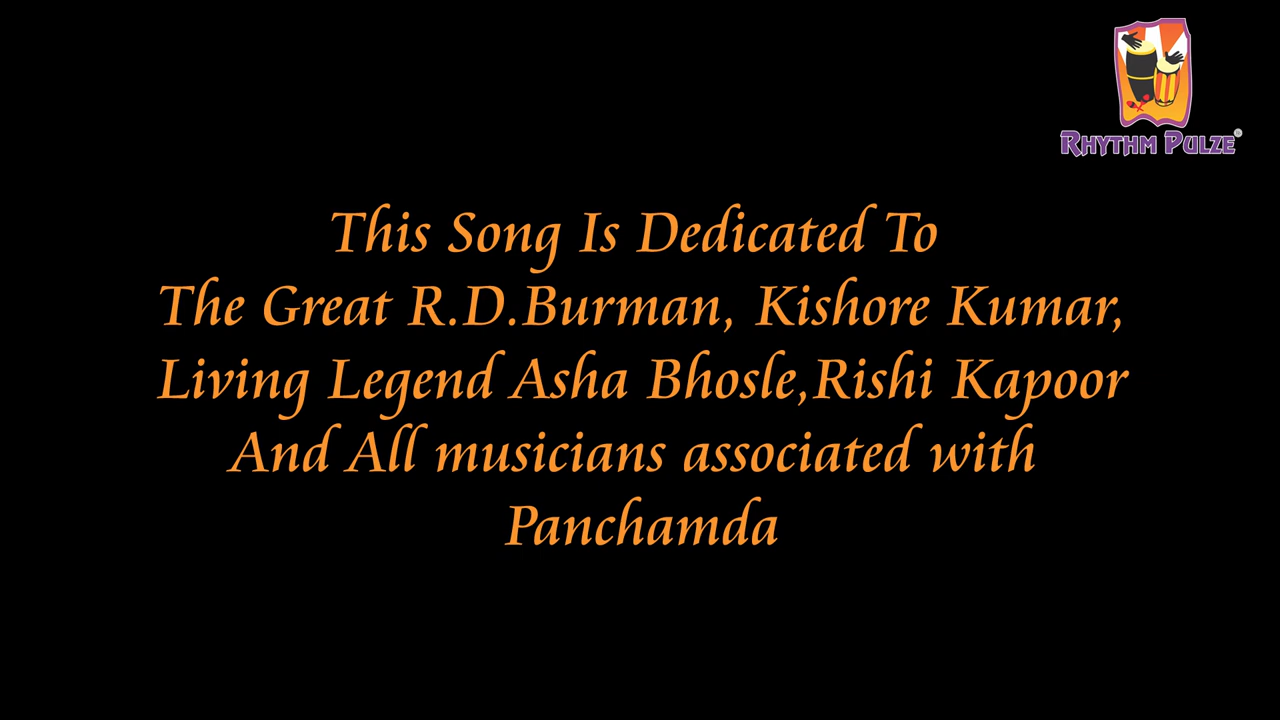 RHYTHM PULZE
This Song Is Dedicated To
The Great R.D.Burman, Kishore Kumar,
Living Legend Asha Bhosle,Rishi Kapoor
And All musicians associated with
Panchamda